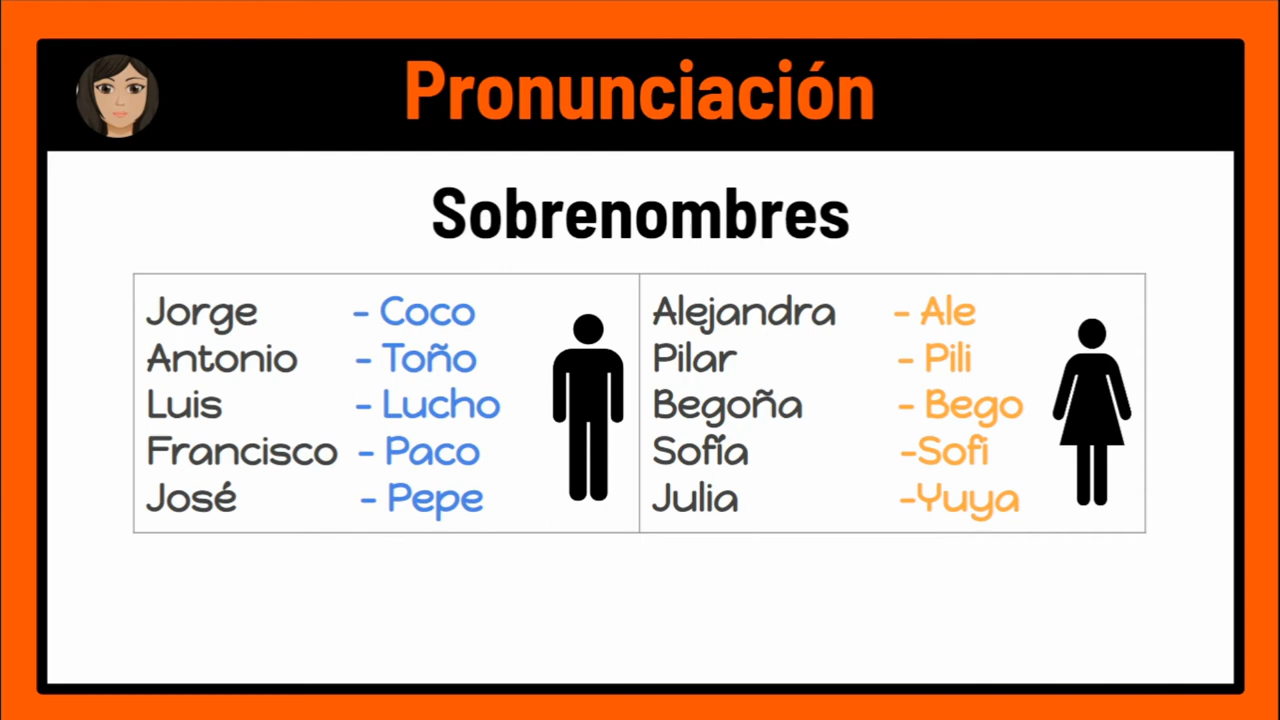 Pronunciación
Sobrenombres
Jorge - Coco
Antonio - Toño
Luis - Lucho
Francisco - Paco
José - Pepe
Alejandra - Ale
Pilar - Pili
Begoña - Bego
Sofía -Sofi
Julia -Yuya